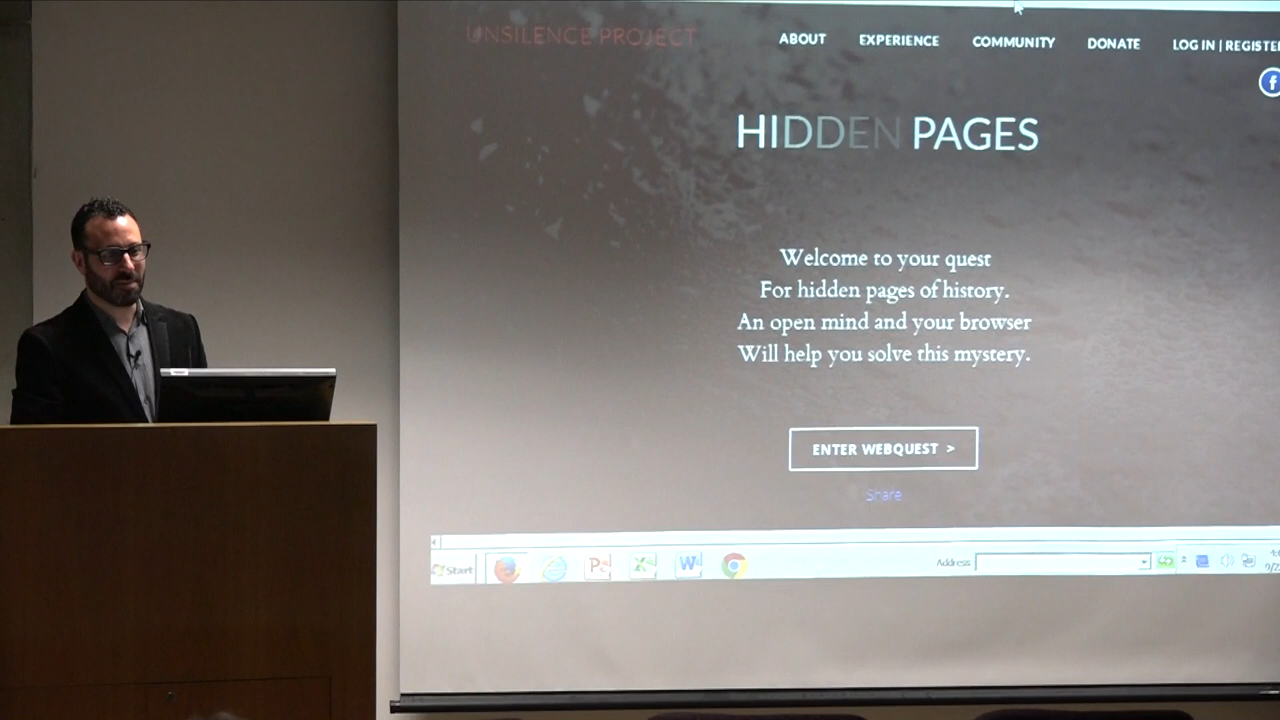 UNSILENCE PROJECT
ABOUT EXPERIENCE COMMUNITY DONATE LOG IN | REGISTE
f
HIDDEN PAGES
Welcome to your quest
For hidden pages of history.
An open mind and your browser
Will help you solve this mystery.
ENTER WEBQUEST >
Share
Start Address